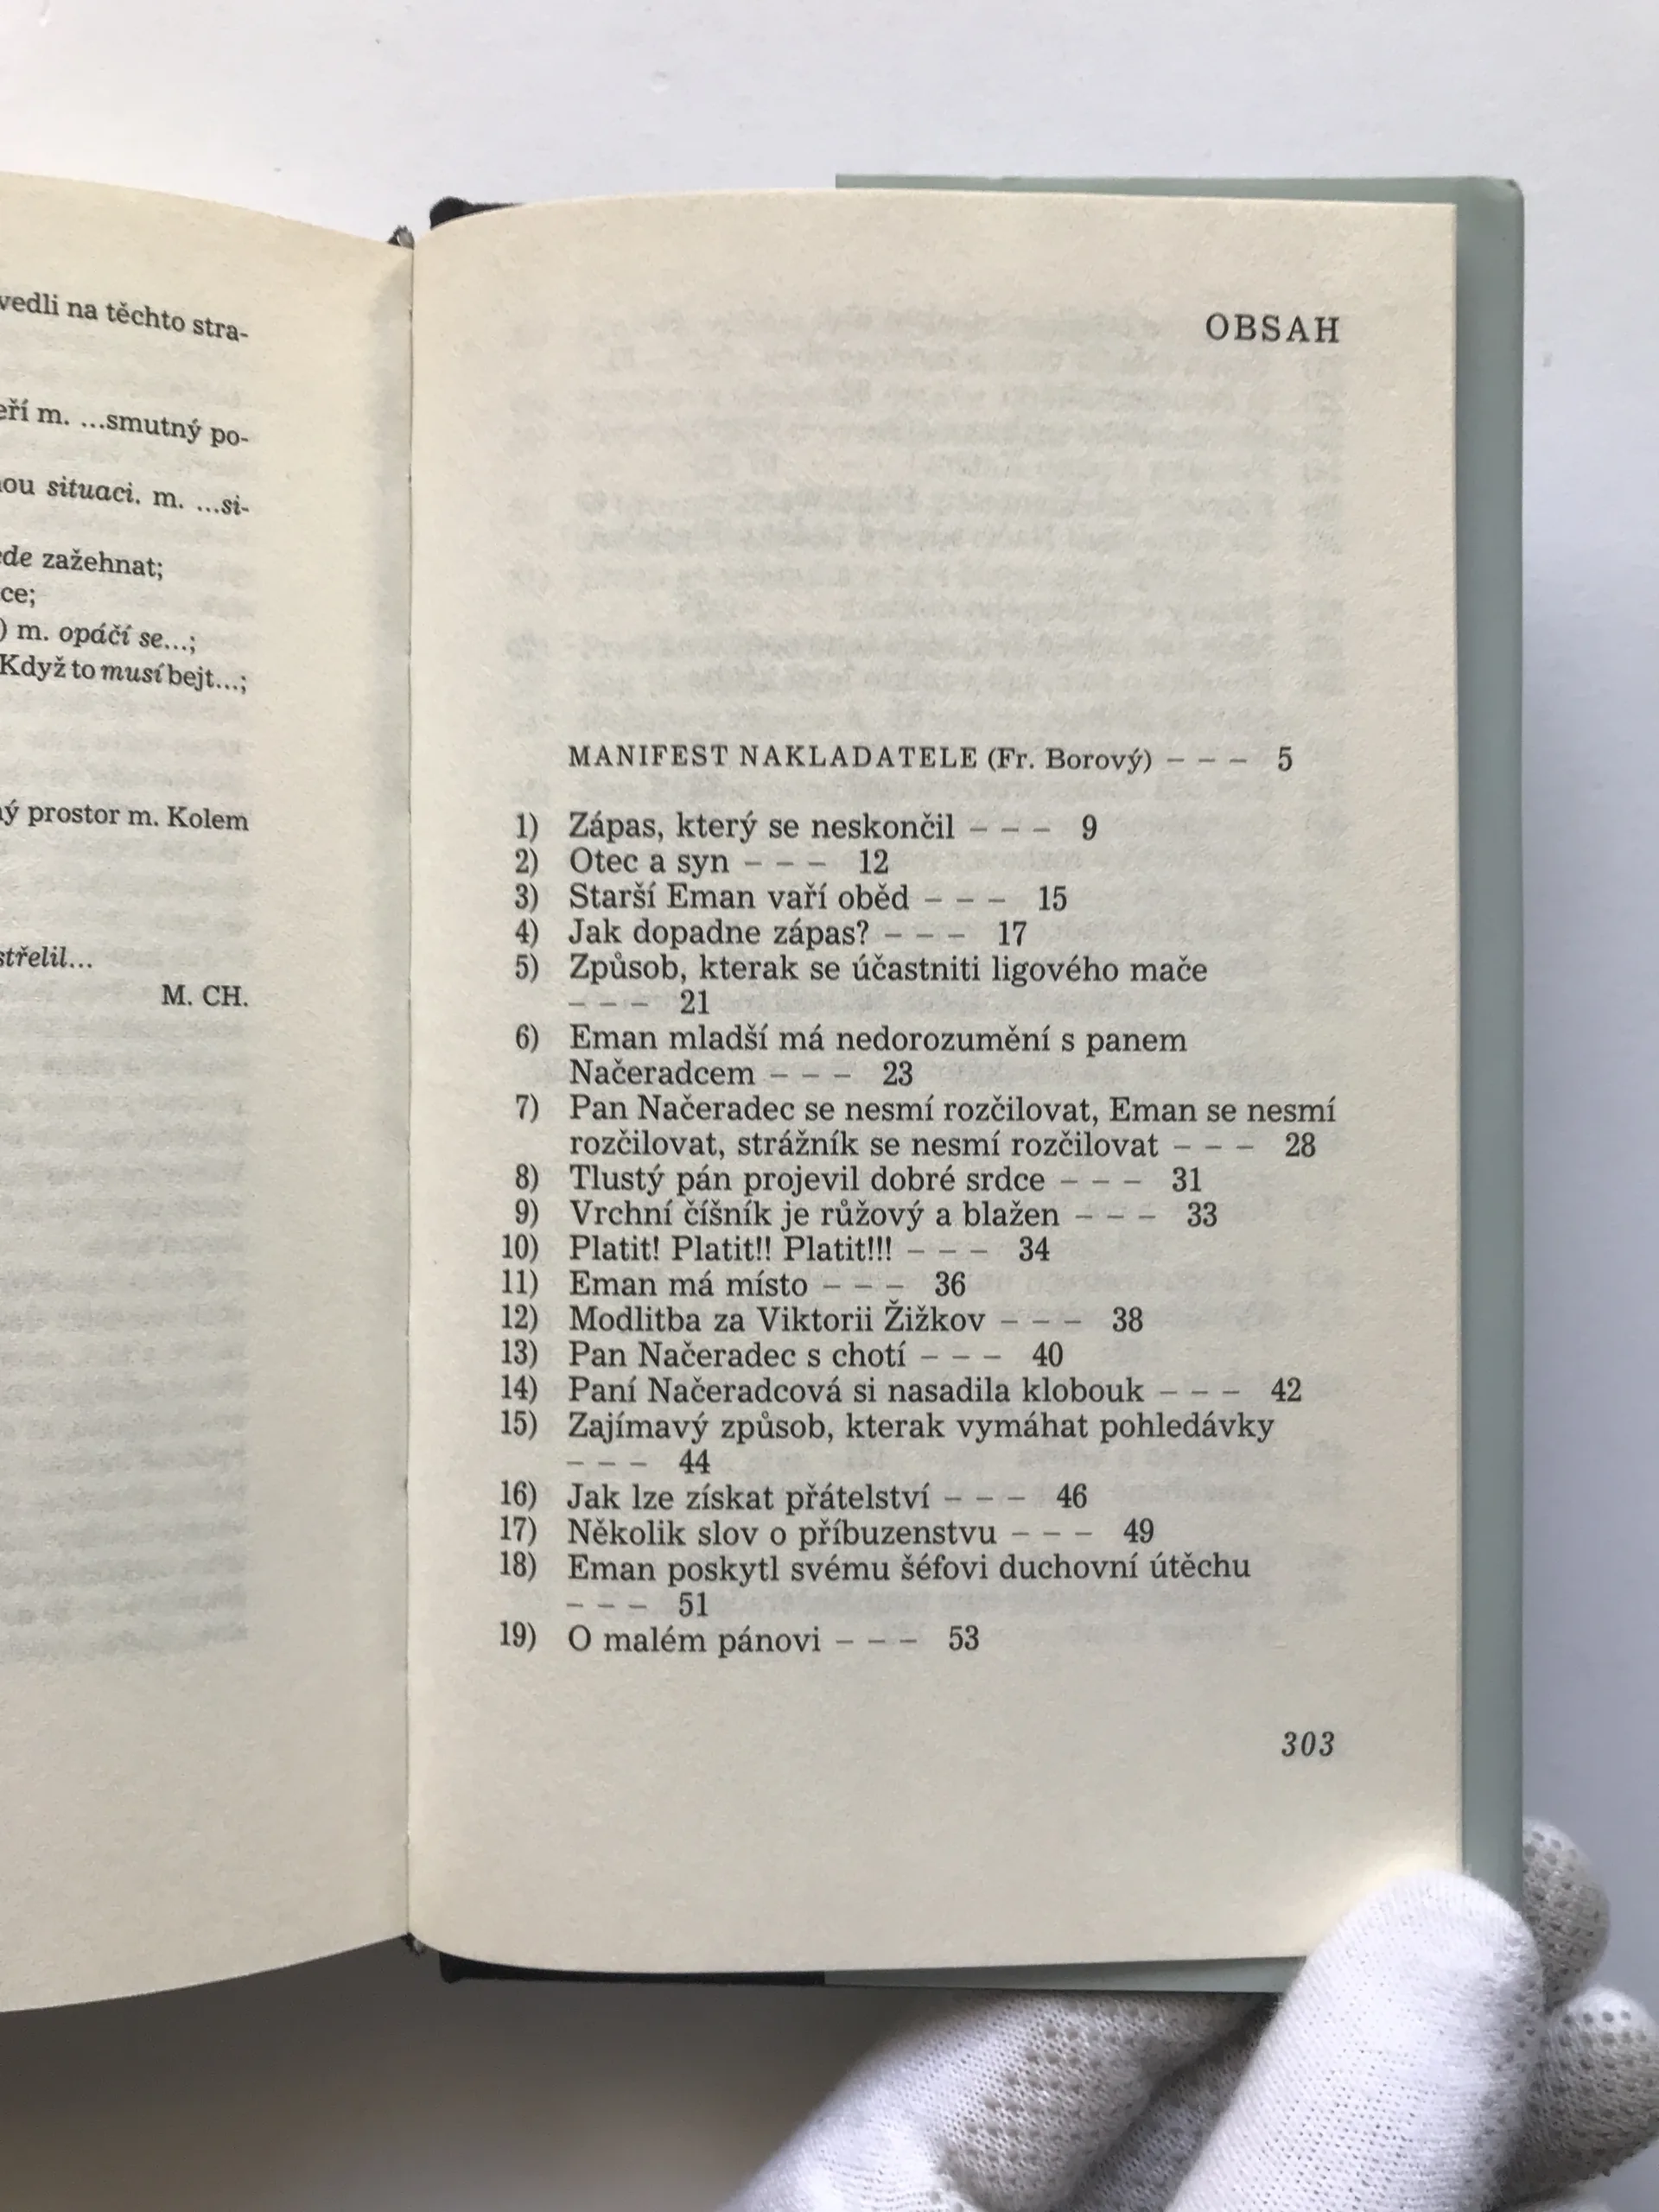 vedli na těchto stra-
m. ...smutný po-
situaci. m. ...si-
zažehnat;
m. opáčí se...;
Když to musí bejt...;
prostor m. Kolem
M. CH.
OBSAH
MANIFEST NAKLADATELE (Fr. Borový) – – – 5
1) Zápas, který se neskončil – – – 9
2) Otec a syn – – – 12
3) Starší Eman vaří oběd – – – 15
4) Jak dopadne zápas? – – – 17
5) Způsob, kterak se účastniti ligového mače
– – – 21
6) Eman mladší má nedorozumění s panem
Načeradcem – – – 23
7) Pan Načeradec se nesmí rozčilovat, Eman se nesmí
rozčilovat, strážník se nesmí rozčilovat – – – 28
8) Tlustý pán projevil dobré srdce – – – 31
9) Vrchní číšník je růžový a blažen – – – 33
10) Platit! Platit!! Platit!!! – – – 34
11) Eman má místo – – – 36
12) Modlitba za Viktorii Žižkov – – – 38
13) Pan Načeradec s chotí – – – 40
14) Paní Načeradcová si nasadila klobouk – – – 42
15) Zajímavý způsob, kterak vymáhat pohledávky
– – – 44
16) Jak lze získat přátelství – – – 46
17) Několik slov o příbuzenstvu – – – 49
18) Eman poskytl svému šéfovi duchovní útěchu
– – – 51
19) O malém pánovi – – – 53
303